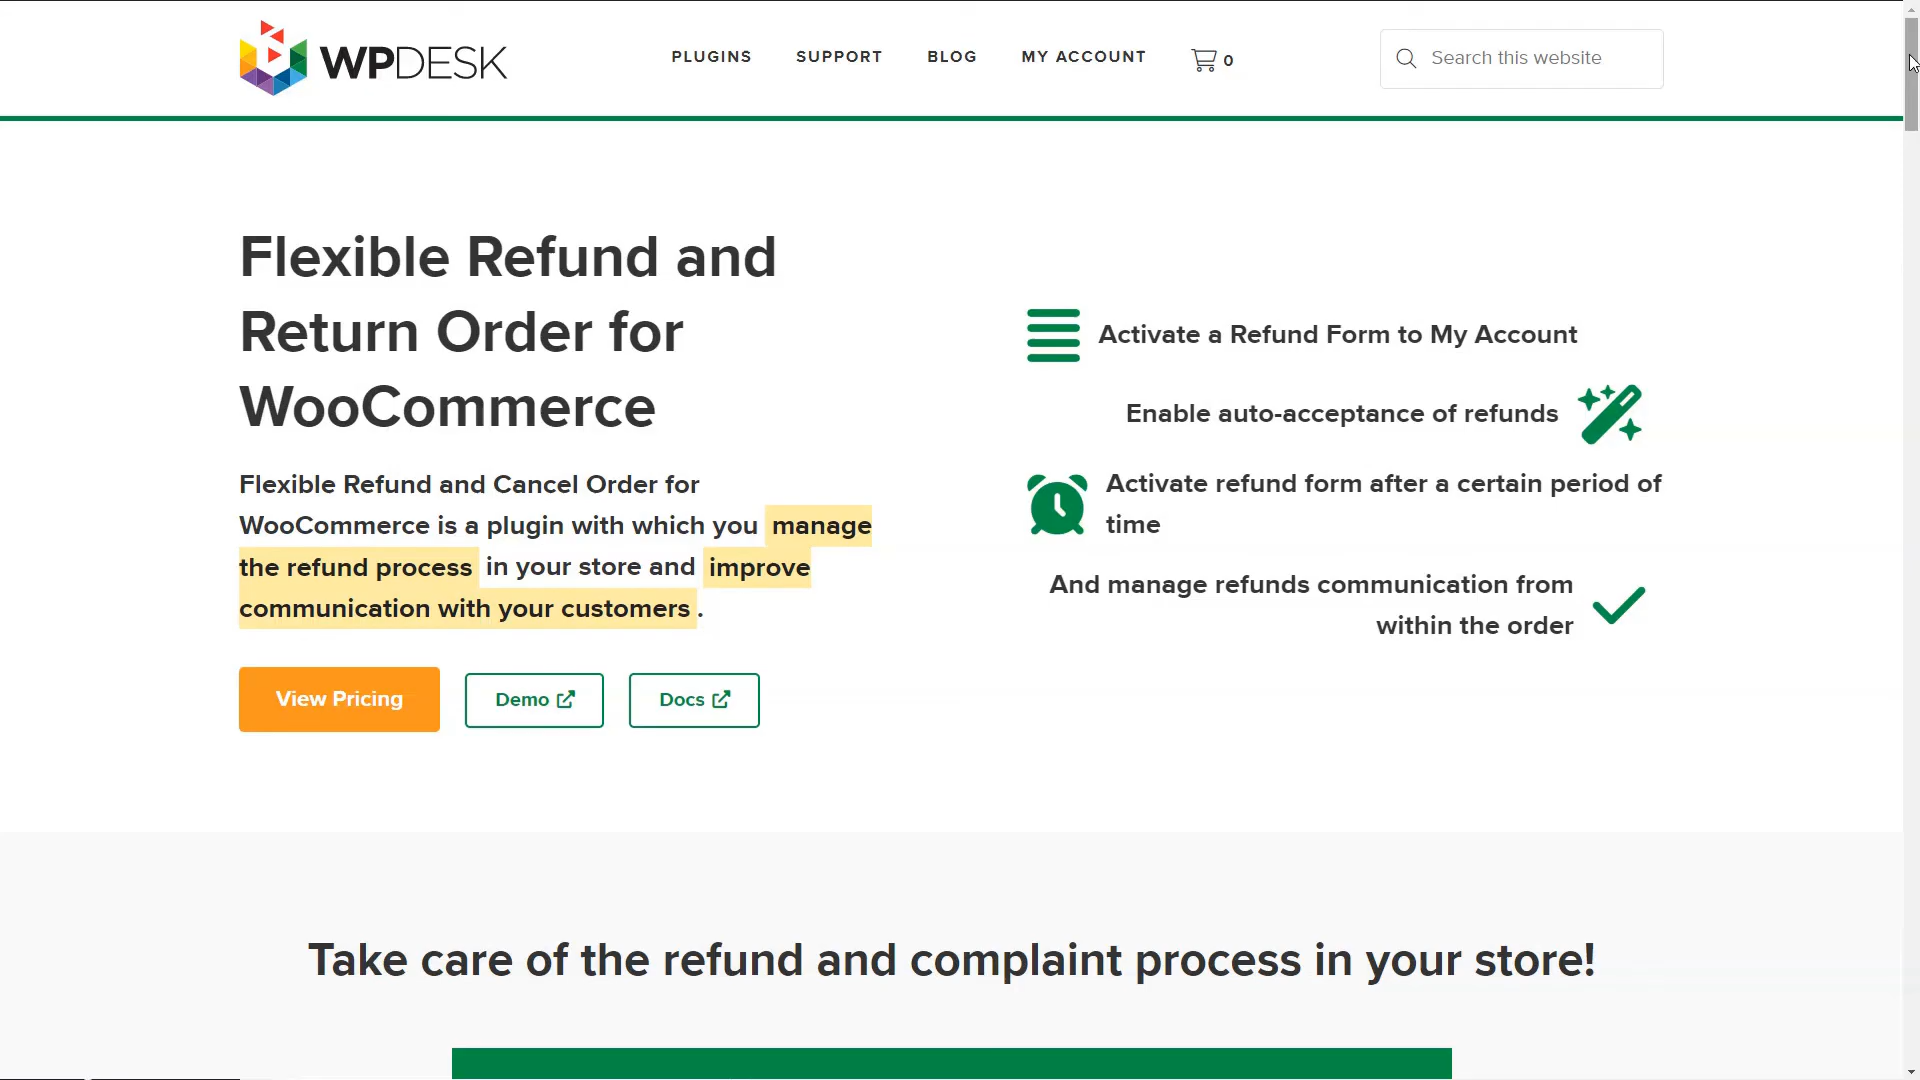 WPDESK
PLUGINS
SUPPORT
BLOG
MY ACCOUNT
0
Search this website
Flexible Refund and
Return Order for
WooCommerce
Flexible Refund and Cancel Order for
WooCommerce is a plugin with which you manage
the refund process in your store and improve
communication with your customers .
View Pricing
Demo
Docs
Activate a Refund Form to My Account
Enable auto-acceptance of refunds
Activate refund form after a certain period of
time
And manage refunds communication from
within the order
Take care of the refund and complaint process in your store!